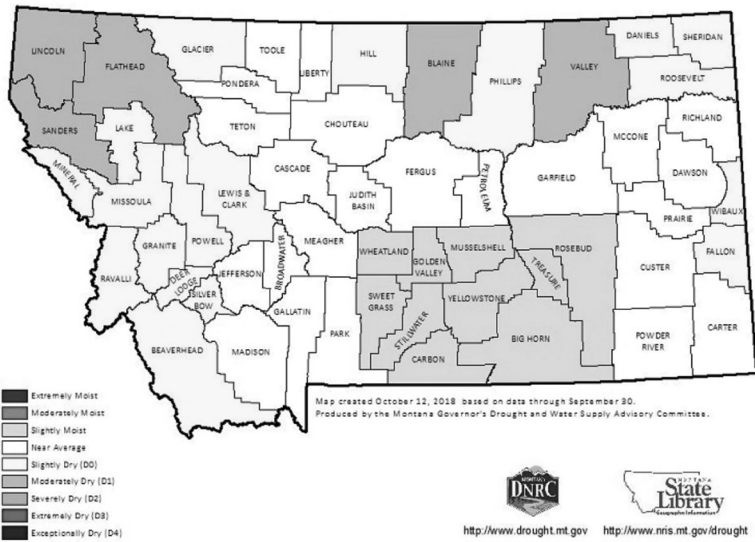 LINCOLN
FLATHEAD
GLACIER
TOOLE
LIBERTY
HILL
BLAINE
PHILLIPS
VALLEY
DANIELS
SHERIDAN
ROOSEVELT
PONDERA
SANDERS
LAKE
TETON
CHOUTEAU
MCCONE
RICHLAND
MINERAL
MISSOULA
LEWIS &
CLARK
CASCADE
JUDITH
BASIN
FERGUS
PETROLEUM
GARFIELD
DAWSON
PRAIRIE
WIBAUX
RAVALLI
GRANITE
POWELL
DEER
LODGE
SILVER
BOW
JEFFERSON
BROADWATER
MEAGHER
WHEATLAND
GOLDEN
VALLEY
MUSSELSHELL
TREASURE
ROSEBUD
CUSTER
FALLON
BEAVERHEAD
MADISON
GALLATIN
PARK
SWEET
GRASS
STILLWATER
YELLOWSTONE
CARBON
BIG HORN
POWDER
RIVER
CARTER
Extremely Moist
Moderately Moist
Slightly Moist
Near Average
Slightly Dry (D0)
Moderately Dry (D1)
Severely Dry (D2)
Extremely Dry (D3)
Exceptionally Dry (D4)
Map created October 12, 2018 based on data through September 30.
Produced by the Montana Governor's Drought and Water Supply Advisory Committee.
MONTANA
DNRC
http://www.drought.mt.gov
MONTANA
State
Library
Geographic Information
http://www.nris.mt.gov/drought